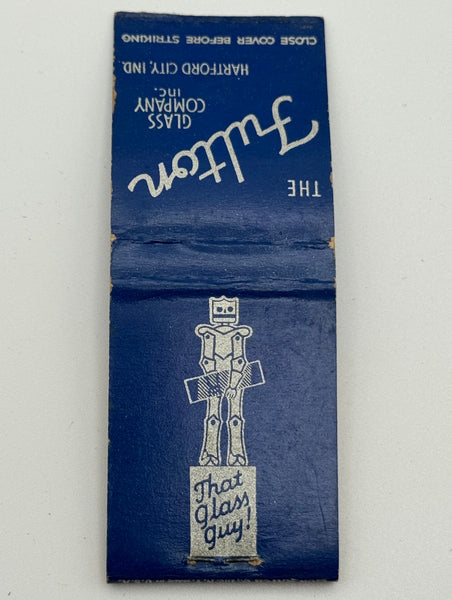 THE
Fulton
GLASS
COMPANY
INC.
HARTFORD CITY, IND.
CLOSE COVER BEFORE STRIKING
That
Glass
guy!